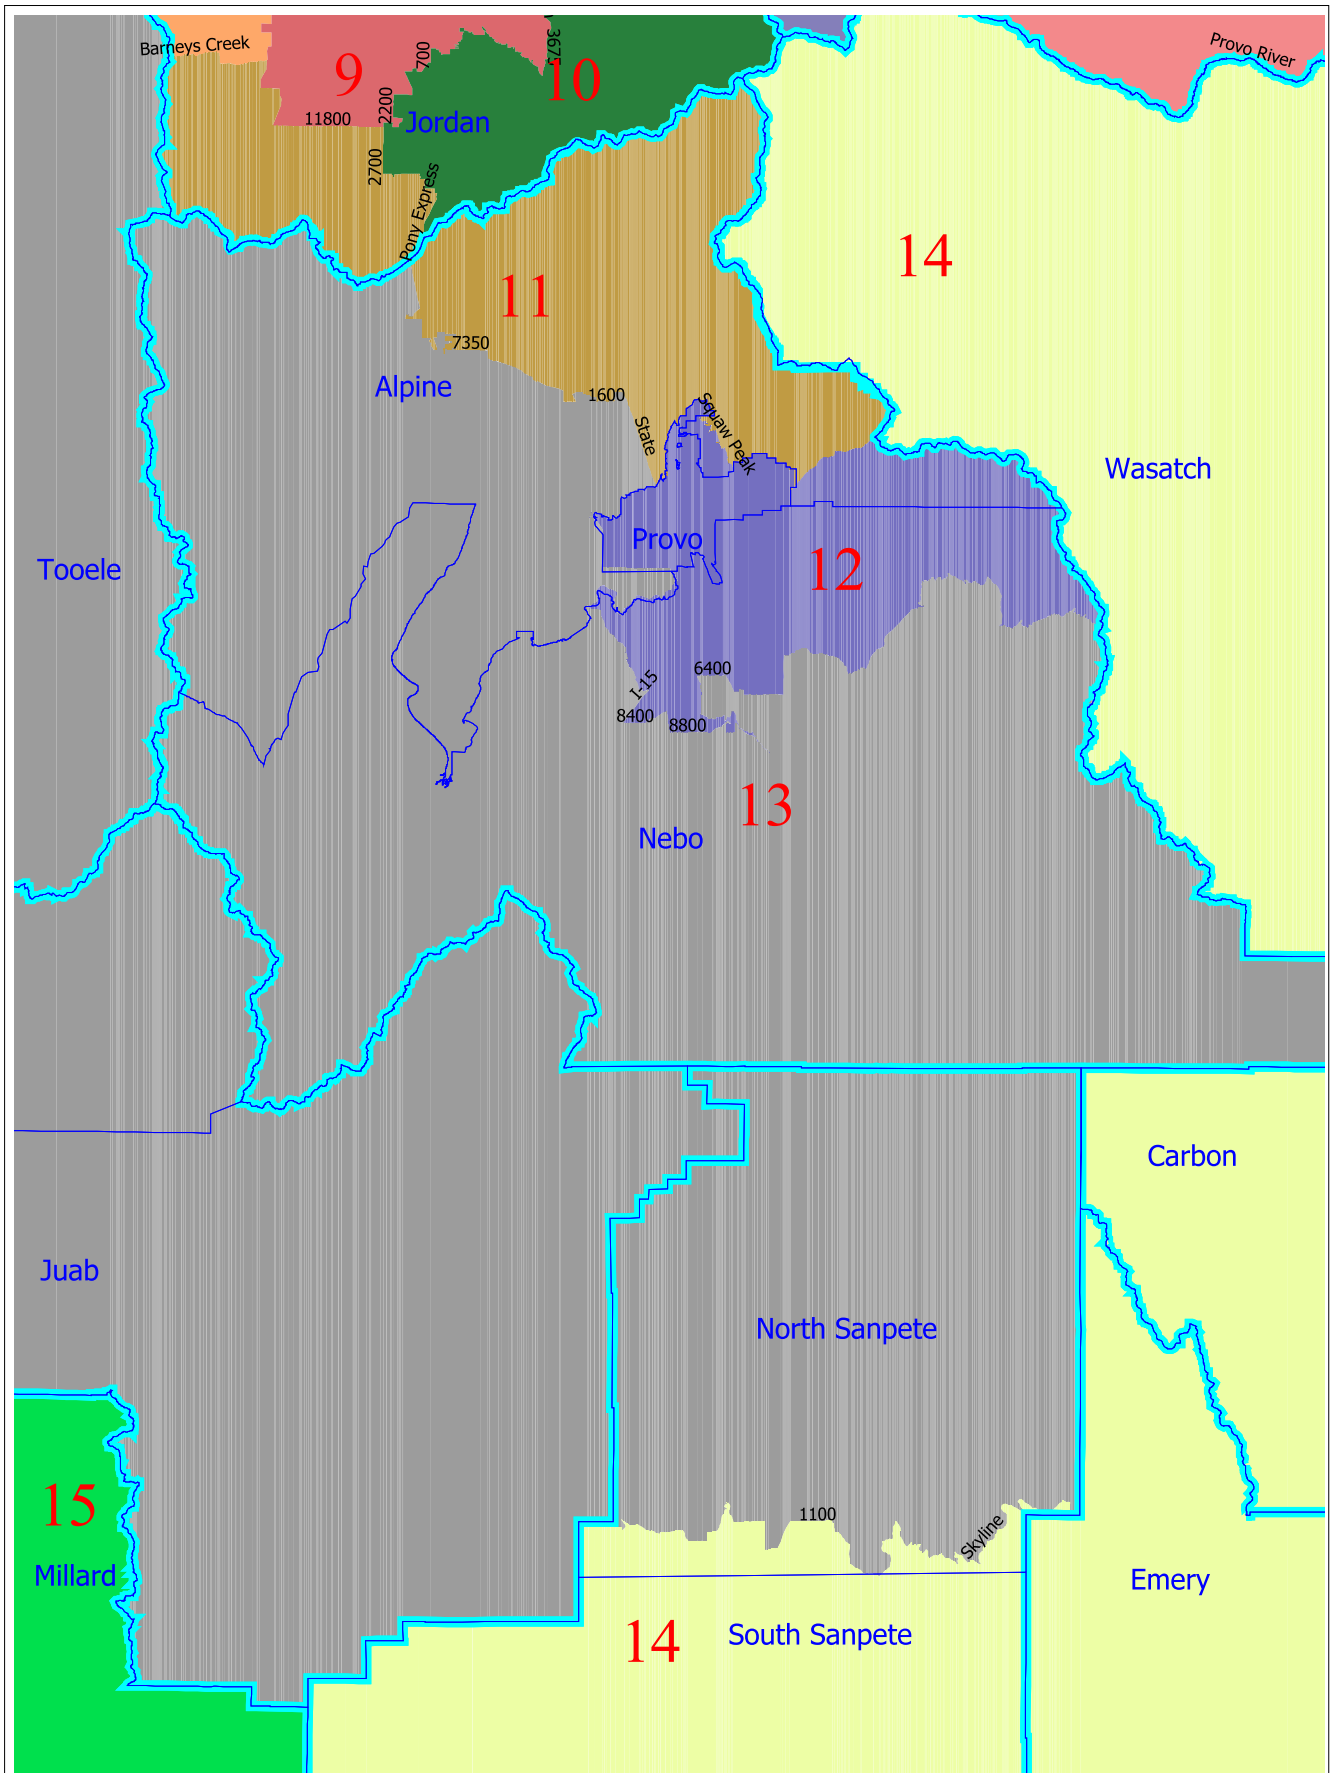 Barneys Creek
9
700
3675
10
Provo River
2200
11800
Jordan
2700
Pony Express
14
11
7350
Alpine
1600
State
Squaw Peak
Wasatch
Tooele
Provo
12
6400
I-15
8400
8800
13
Nebo
Carbon
Juab
North Sanpete
15
1100
Skyline
Millard
Emery
14
South Sanpete